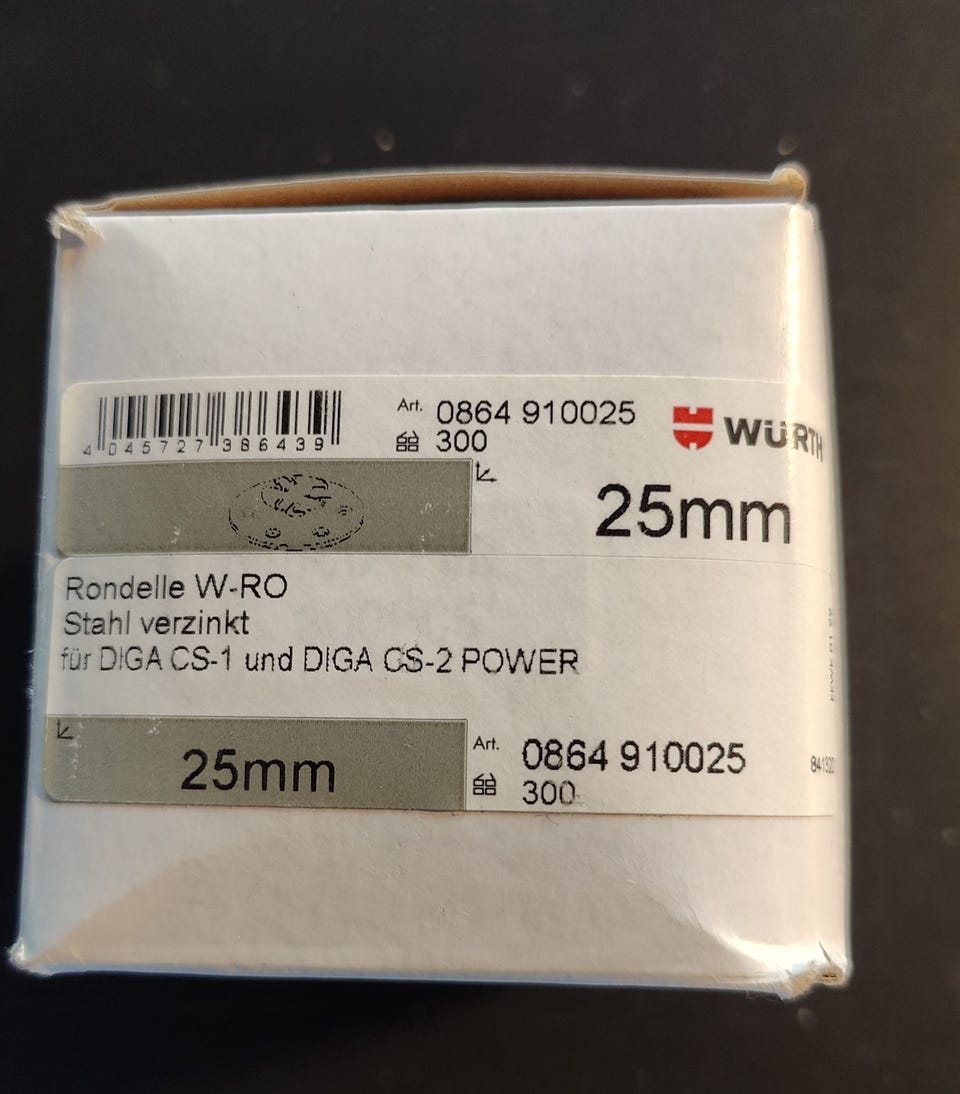 Art. 0864 910025
300
WÜRTH
4 045727 386439
25mm
Rondelle W-RO
Stahl verzinkt
für DIGA CS-1 und DIGA CS-2 POWER
25mm
Art. 0864 910025
300